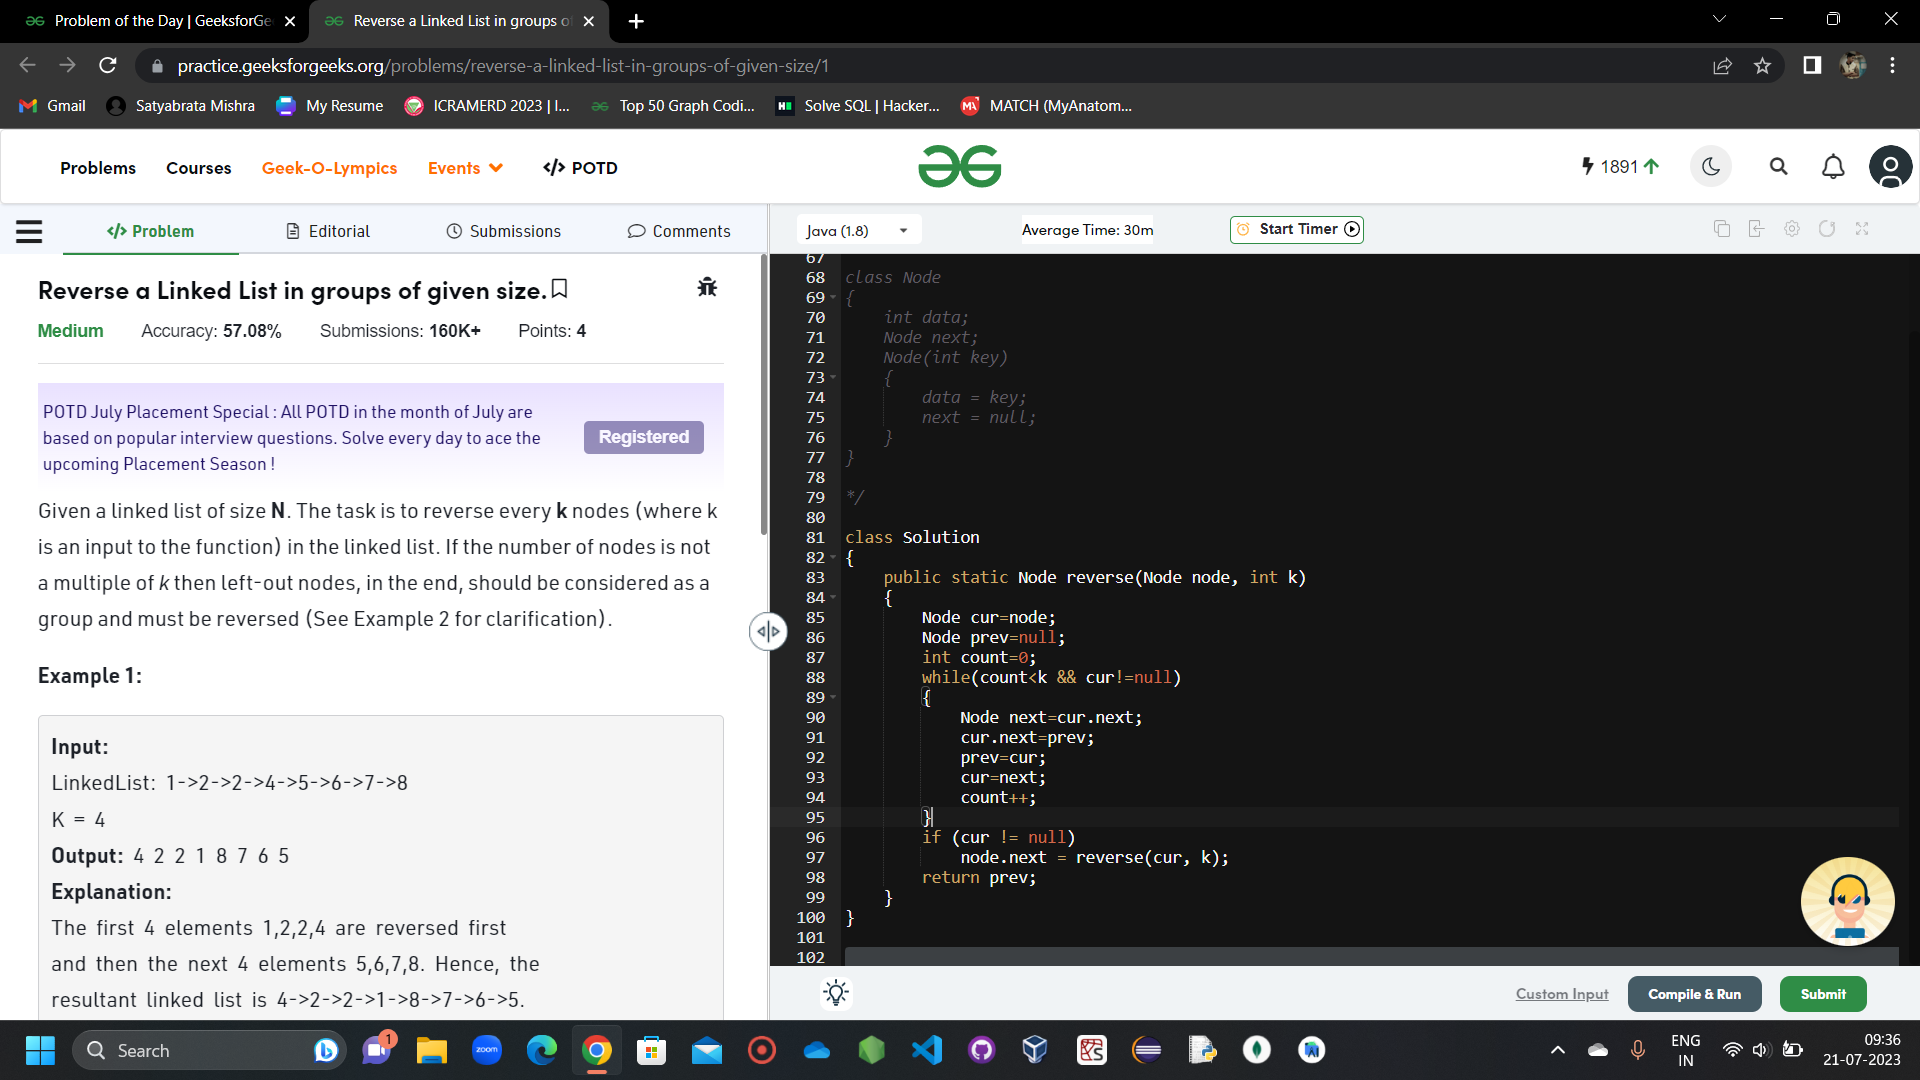 Problem of the Day | GeeksforGe
Reverse a Linked List in groups o
practice.geeksforgeeks.org/problems/reverse-a-linked-list-in-groups-of-given-size/1
Gmail
Satyabrata Mishra
My Resume
ICRAMERD 2023 | I...
Top 50 Graph Codi...
Solve SQL | Hacker...
MATCH (MyAnatom...
Problems
Courses
Geek-O-Lympics
Events
</> POTD
1891
</> Problem
Editorial
Submissions
Comments
Java (1.8)
Average Time: 30m
Start Timer
Reverse a Linked List in groups of given size.
Medium Accuracy: 57.08% Submissions: 160K+ Points: 4
POTD July Placement Special : All POTD in the month of July are
based on popular interview questions. Solve every day to ace the
upcoming Placement Season !
Registered
Given a linked list of size N. The task is to reverse every k nodes (where k
is an input to the function) in the linked list. If the number of nodes is not
a multiple of k then left-out nodes, in the end, should be considered as a
group and must be reversed (See Example 2 for clarification).
Example 1:
Input:
LinkedList: 1->2->2->4->5->6->7->8
K = 4
Output: 4 2 2 1 8 7 6 5
Explanation:
The first 4 elements 1,2,2,4 are reversed first
and then the next 4 elements 5,6,7,8. Hence, the
resultant linked list is 4->2->2->1->8->7->6->5.
67
68 class Node
69 {
70 int data;
71 Node next;
72 Node(int key)
73 {
74 data = key;
75 next = null;
76 }
77 }
78
79 */
80
81 class Solution
82 {
83 public static Node reverse(Node node, int k)
84 {
85 Node cur=node;
86 Node prev=null;
87 int count=0;
88 while(count<k && cur!=null)
89 {
90 Node next=cur.next;
91 cur.next=prev;
92 prev=cur;
93 cur=next;
94 count++;
95 }
96 if (cur != null)
97 node.next = reverse(cur, k);
98 return prev;
99 }
100 }
101
102
Custom Input
Compile & Run
Submit
Search
1
zoom
ENG
IN
09:36
21-07-2023